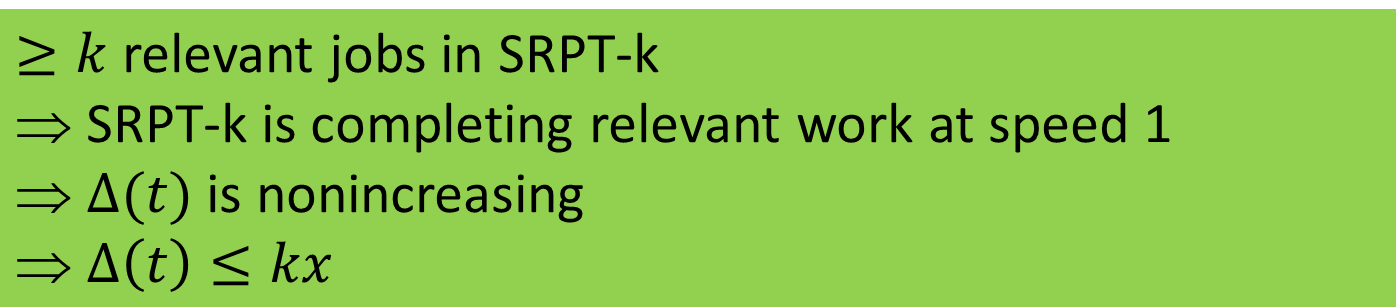 ≥ k relevant jobs in SRPT-k
⟹ SRPT-k is completing relevant work at speed 1
⟹ Δ(t) is nonincreasing
⟹ Δ(t) ≤ kx